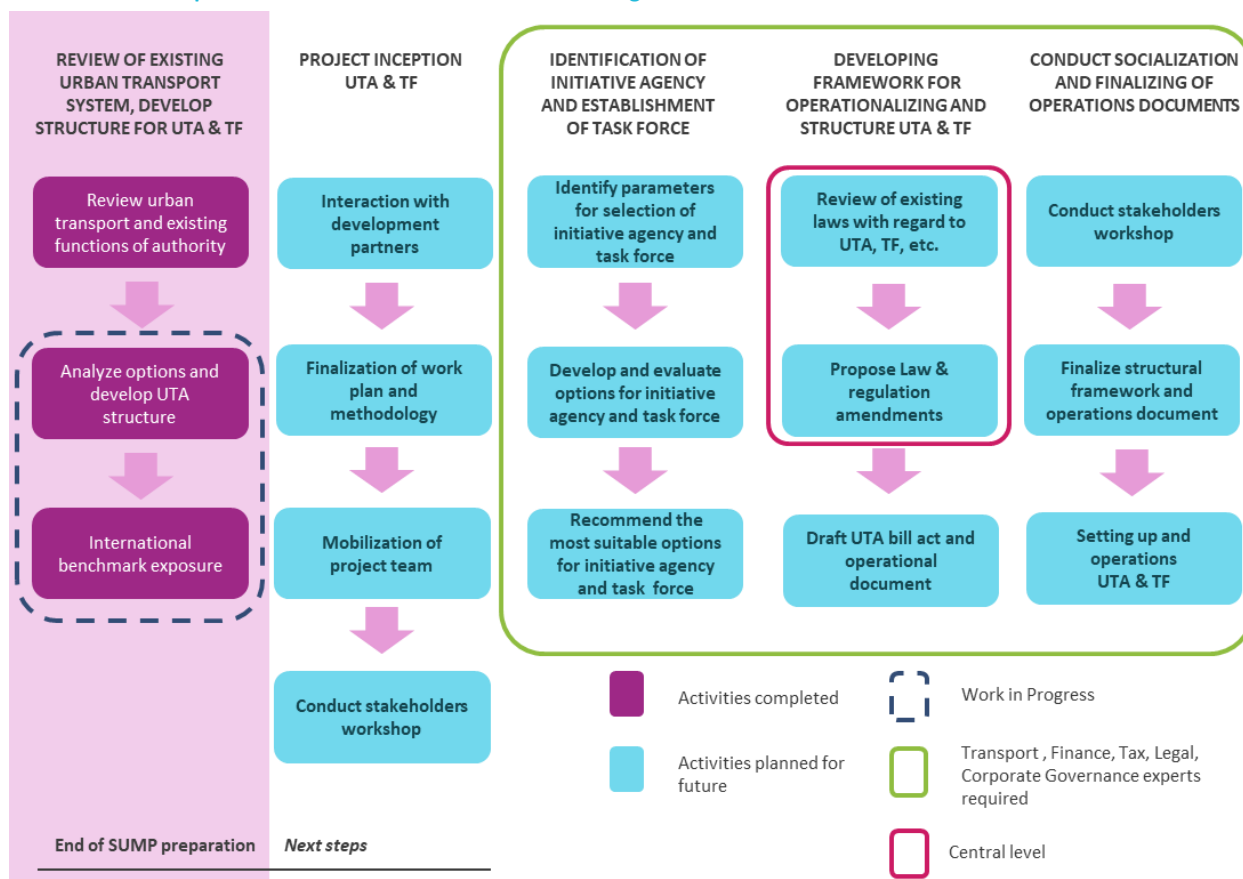 REVIEW OF EXISTING
URBAN TRANSPORT
SYSTEM, DEVELOP
STRUCTURE FOR UTA & TF
Review urban
transport and existing
functions of authority
Analyze options and
develop UTA
structure
International
benchmark exposure
End of SUMP preparation
PROJECT INCEPTION
UTA & TF
Interaction with
development
partners
Finalization of work
plan and
methodology
Mobilization of
project team
Conduct stakeholders
workshop
Next steps
IDENTIFICATION OF
INITIATIVE AGENCY
AND ESTABLISHMENT
OF TASK FORCE
Identify parameters
for selection of
initiative agency and
task force
Develop and evaluate
options for initiative
agency and task force
Recommend the
most suitable options
for initiative agency
and task force
DEVELOPING
FRAMEWORK FOR
OPERATIONALIZING AND
STRUCTURE UTA & TF
Review of existing
laws with regard to
UTA, TF, etc.
Propose Law &
regulation
amendments
Draft UTA bill act and
operational
document
CONDUCT SOCIALIZATION
AND FINALIZING OF
OPERATIONS DOCUMENTS
Conduct stakeholders
workshop
Finalize structural
framework and
operations document
Setting up and
operations
UTA & TF
Activities completed
Activities planned for
future
Work in Progress
Transport , Finance, Tax, Legal,
Corporate Governance experts
required
Central level